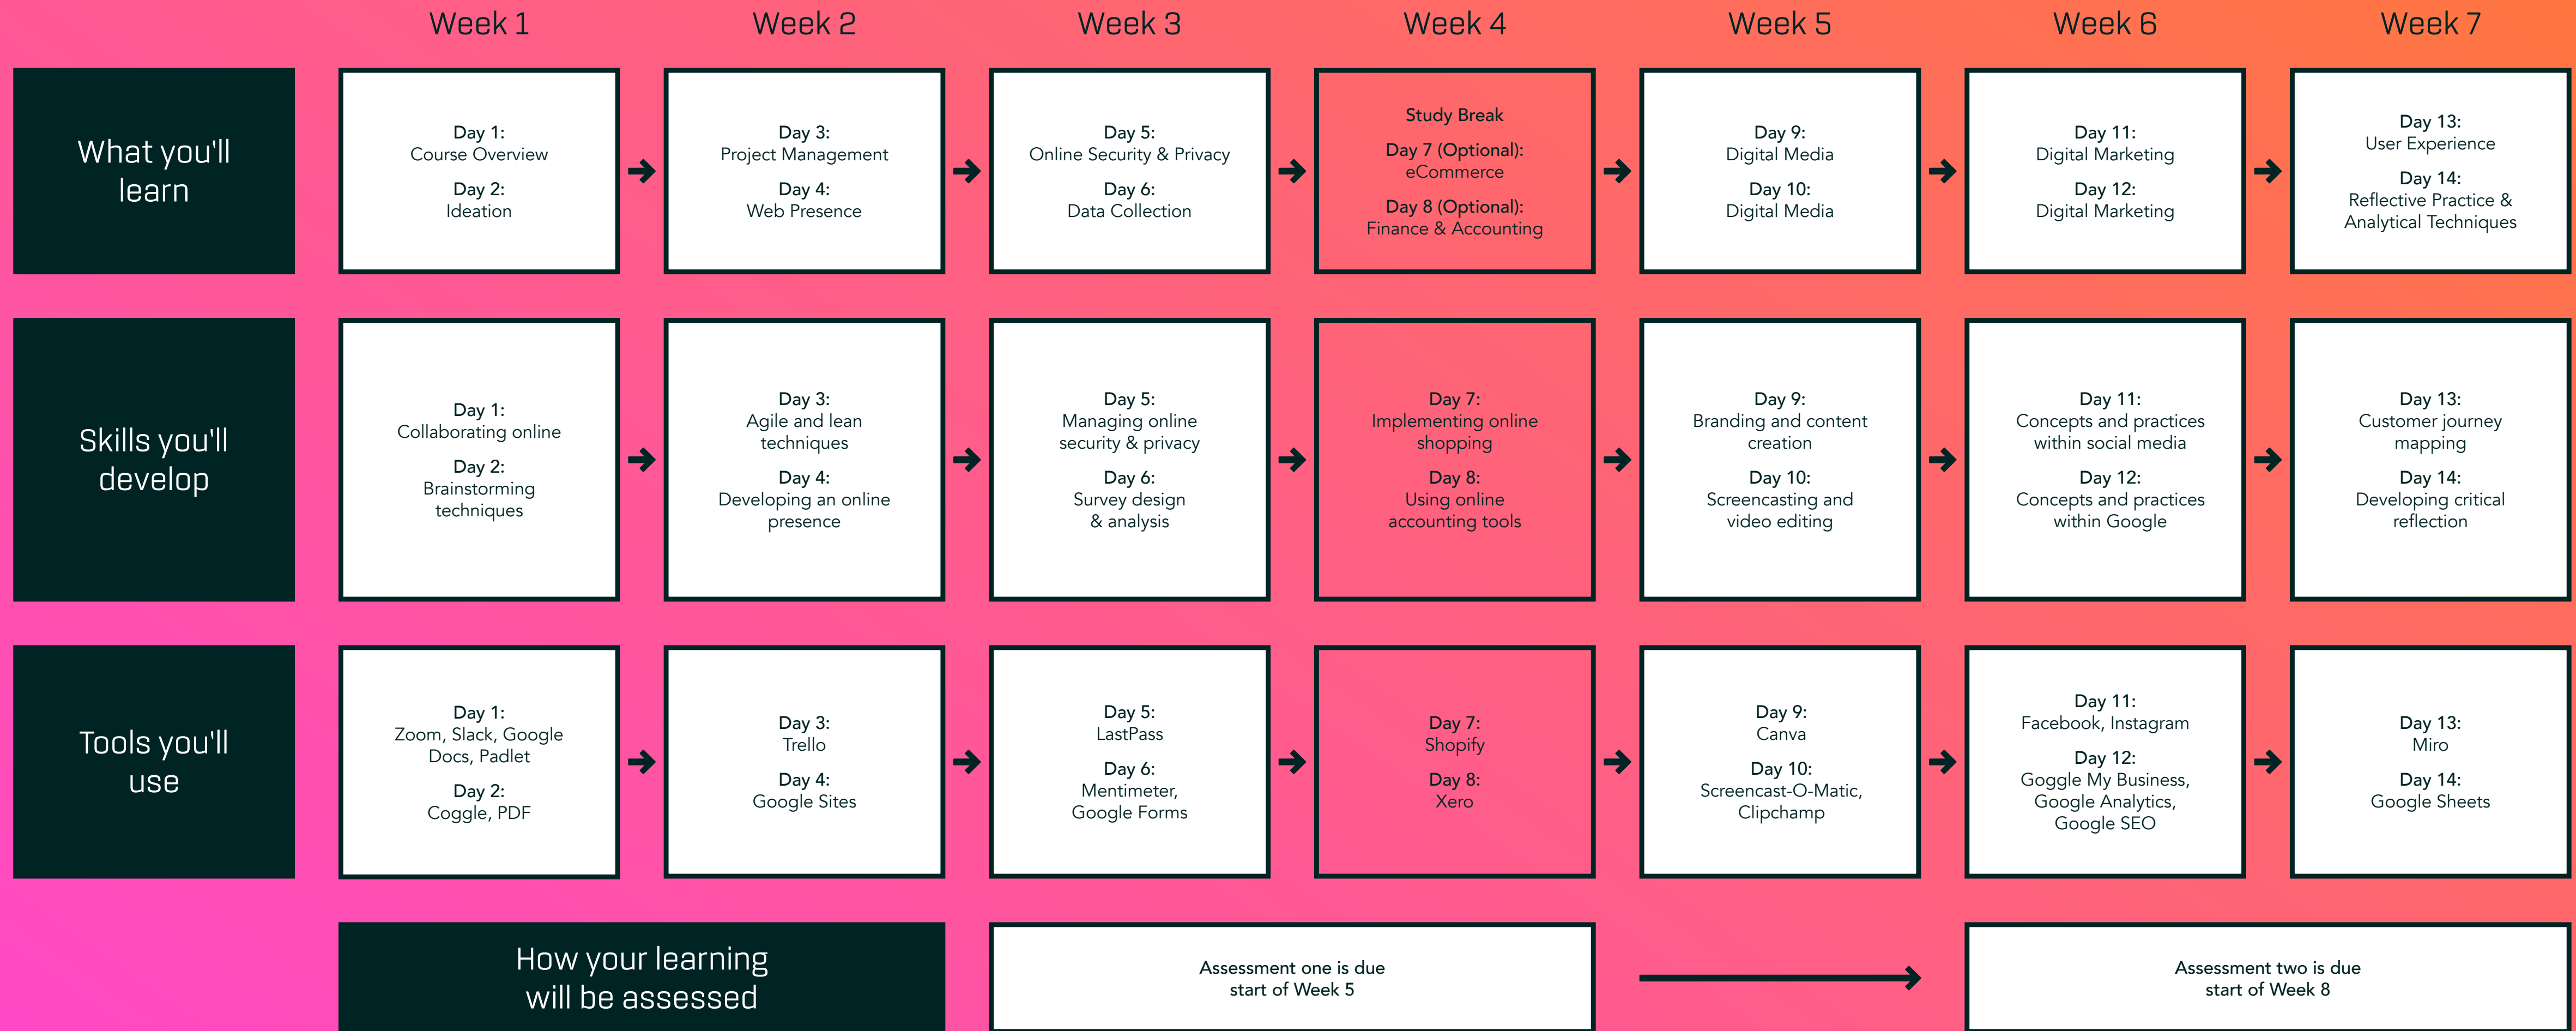 Week 1
Week 2
Week 3
Week 4
Week 5
Week 6
Week 7
What you'll
learn
Day 1:
Course Overview
Day 2:
Ideation
Day 3:
Project Management
Day 4:
Web Presence
Day 5:
Online Security & Privacy
Day 6:
Data Collection
Study Break
Day 7 (Optional):
eCommerce
Day 8 (Optional):
Finance & Accounting
Day 9:
Digital Media
Day 10:
Digital Media
Day 11:
Digital Marketing
Day 12:
Digital Marketing
Day 13:
User Experience
Day 14:
Reflective Practice &
Analytical Techniques
Skills you'll
develop
Day 1:
Collaborating online
Day 2:
Brainstorming
techniques
Day 3:
Agile and lean
techniques
Day 4:
Developing an online
presence
Day 5:
Managing online
security & privacy
Day 6:
Survey design
& analysis
Day 7:
Implementing online
shopping
Day 8:
Using online
accounting tools
Day 9:
Branding and content
creation
Day 10:
Screencasting and
video editing
Day 11:
Concepts and practices
within social media
Day 12:
Concepts and practices
within Google
Day 13:
Customer journey
mapping
Day 14:
Developing critical
reflection
Tools you'll
use
Day 1:
Zoom, Slack, Google
Docs, Padlet
Day 2:
Coggle, PDF
Day 3:
Trello
Day 4:
Google Sites
Day 5:
LastPass
Day 6:
Mentimeter,
Google Forms
Day 7:
Shopify
Day 8:
Xero
Day 9:
Canva
Day 10:
Screencast-O-Matic,
Clipchamp
Day 11:
Facebook, Instagram
Day 12:
Goggle My Business,
Google Analytics,
Google SEO
Day 13:
Miro
Day 14:
Google Sheets
How your learning
will be assessed
Assessment one is due
start of Week 5
Assessment two is due
start of Week 8